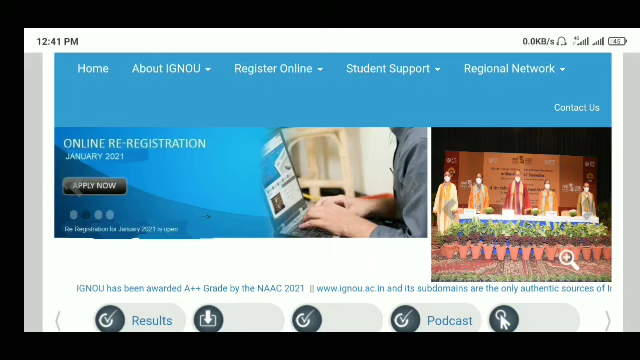 12:41 PM
0.0KB/s 4G 45
Home About IGNOU Register Online Student Support Regional Network
Contact Us
ONLINE RE-REGISTRATION
JANUARY 2021
APPLY NOW
Re Registration for January 2021 is open
IGNOU has been awarded A++ Grade by the NAAC 2021 || www.ignou.ac.in and its subdomains are the only authentic sources of
Results Podcast